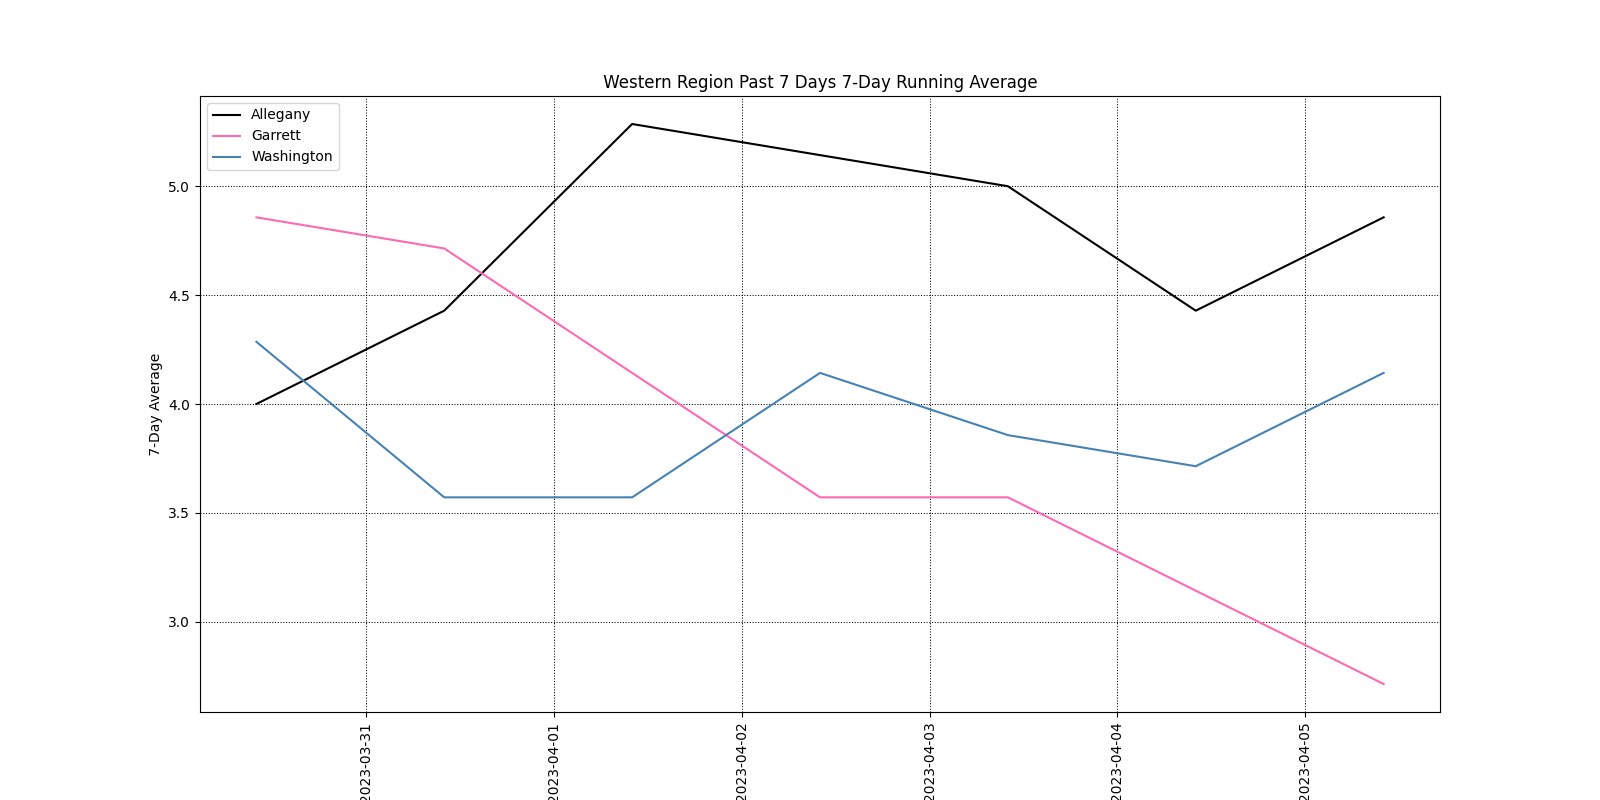 Western Region Past 7 Days 7-Day Running Average
Allegany
Garrett
Washington
7-Day Average
5.0
4.5
4.0
3.5
3.0
2023-03-31
2023-04-01
2023-04-02
2023-04-03
2023-04-04
2023-04-05